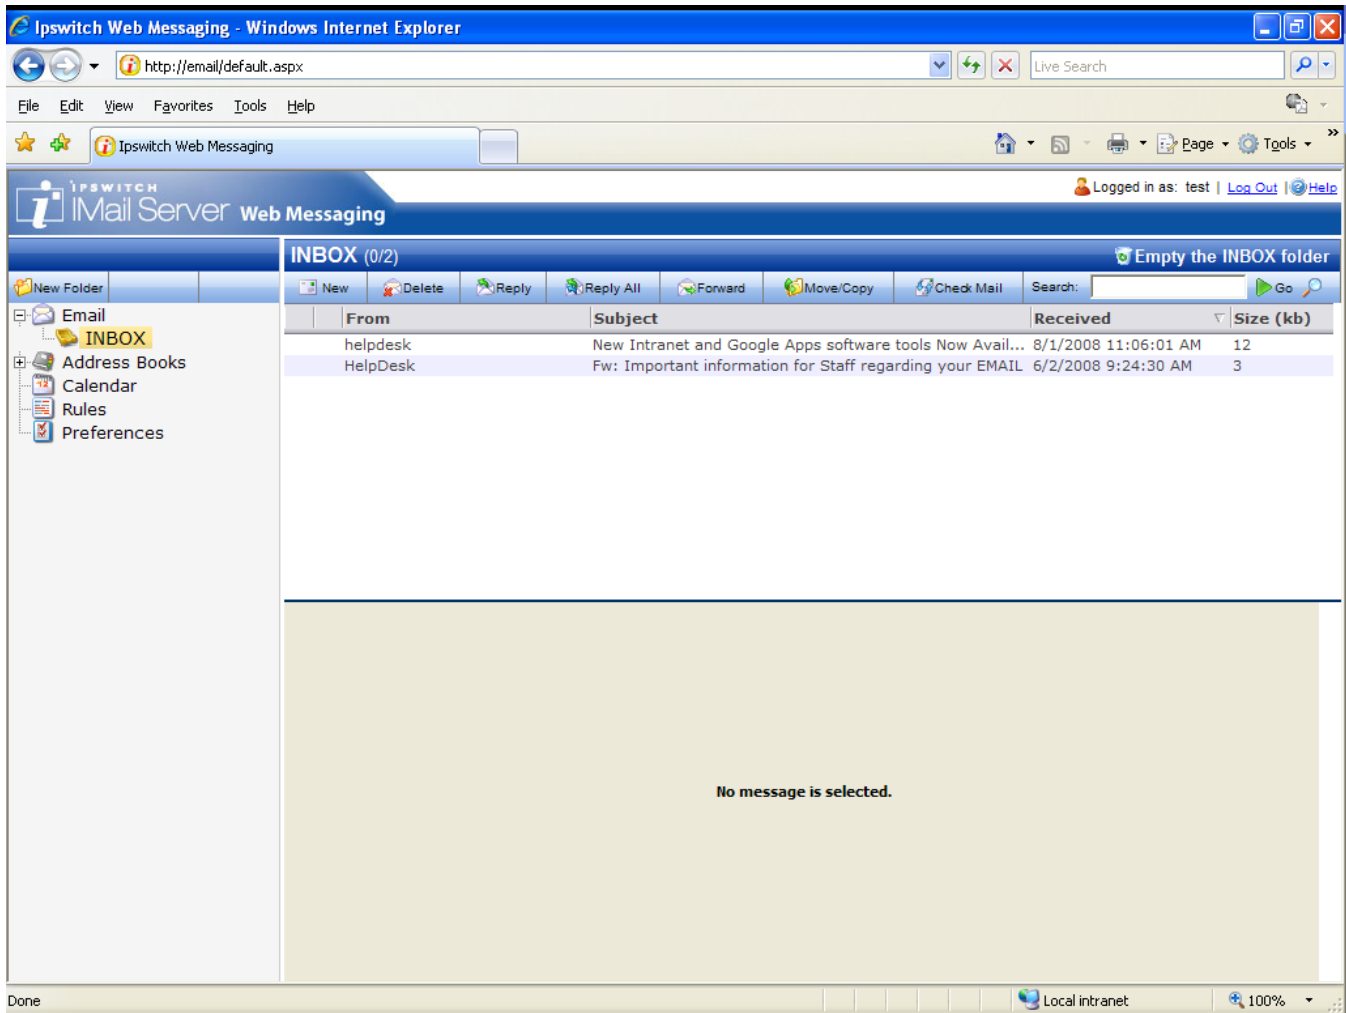 Ipswitch Web Messaging - Windows Internet Explorer
http://email/default.aspx
Live Search
File Edit View Favorites Tools Help
Ipswitch Web Messaging
Page Tools »
IPSWITCH
IMail Server Web Messaging
Logged in as: test | Log Out | Help
INBOX (0/2) Empty the INBOX folder
New Folder
New Delete Reply Reply All Forward Move/Copy Check Mail Search: Go
Email
INBOX
Address Books
Calendar
Rules
Preferences
From Subject Received Size (kb)
helpdesk New Intranet and Google Apps software tools Now Avail... 8/1/2008 11:06:01 AM 12
HelpDesk Fw: Important information for Staff regarding your EMAIL 6/2/2008 9:24:30 AM 3
No message is selected.
Done Local intranet 100%